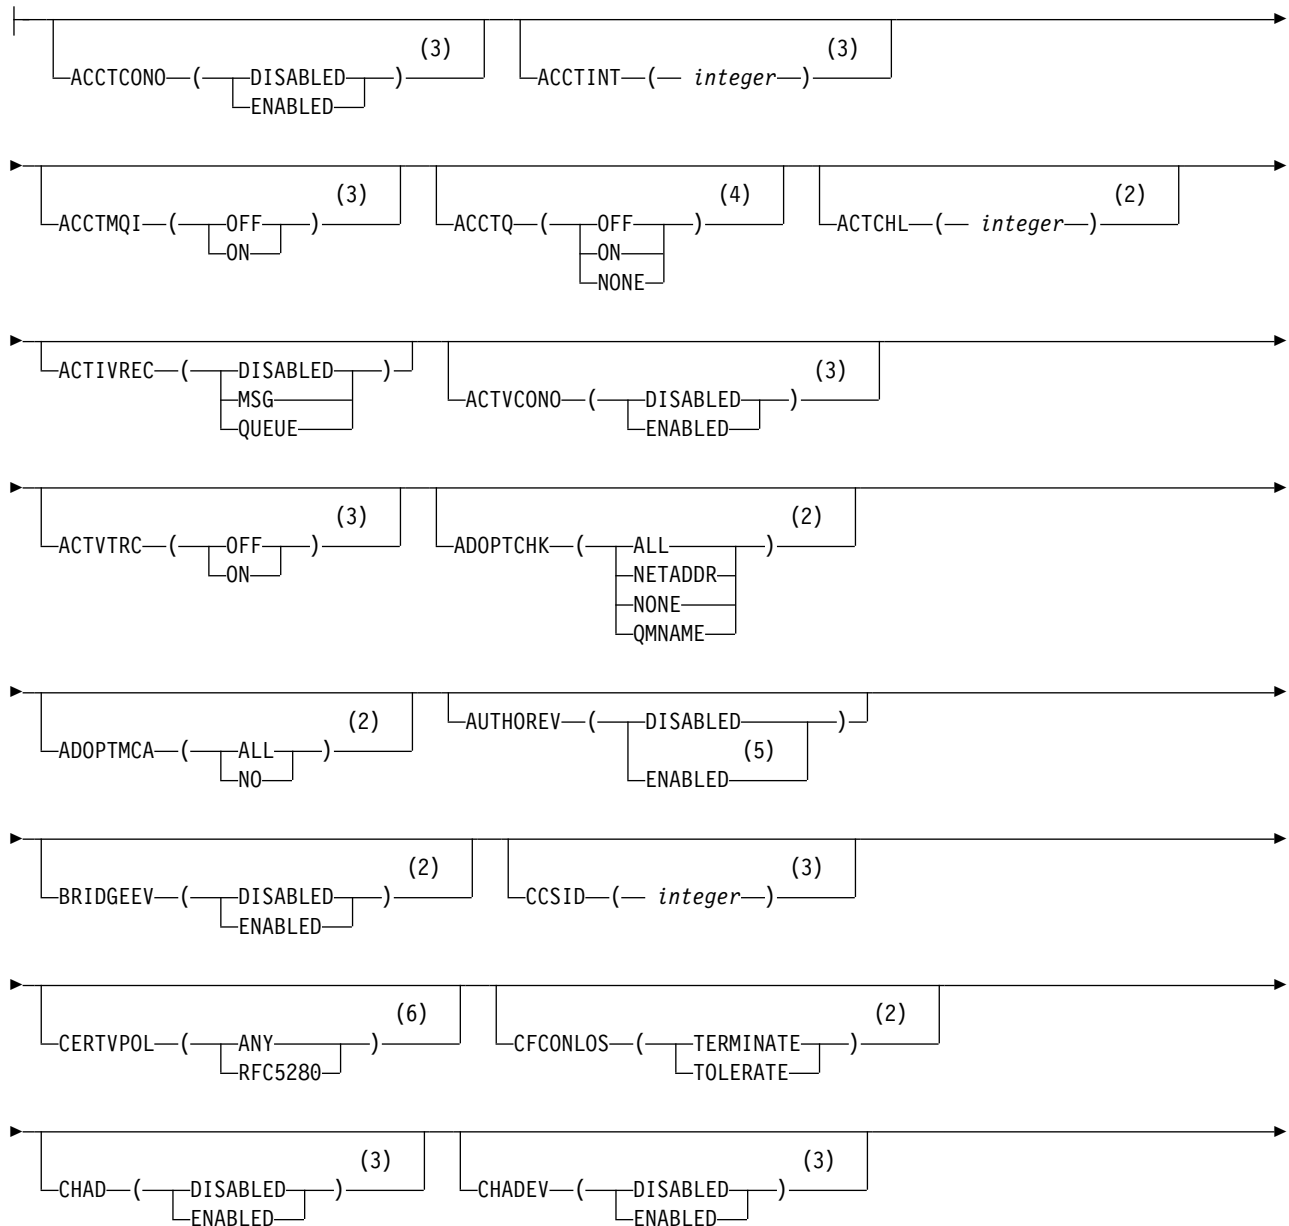 (3) (3)
ACCTCONO ( DISABLED ) ACCTINT ( integer )
ENABLED
(3) (4) (2)
ACCTMQI ( OFF ) ACCTQ ( OFF ) ACTCHL ( integer )
ON ON
NONE
ACTIVREC ( DISABLED ) (3)
MSG ACTVCONO ( DISABLED )
QUEUE ENABLED
(3) (2)
ACTVTRC ( OFF ) ADOPTCHK ( ALL )
ON NETADDR
NONE
QMNAME
(2) AUTHOREV ( DISABLED )
ADOPTMCA ( ALL ) (5)
NO ENABLED
(2) (3)
BRIDGEEV ( DISABLED ) CCSID ( integer )
ENABLED
(6) (2)
CERTVPOL ( ANY ) CFCONLOS ( TERMINATE )
RFC5280 TOLERATE
(3) (3)
CHAD ( DISABLED ) CHADEV ( DISABLED )
ENABLED ENABLED